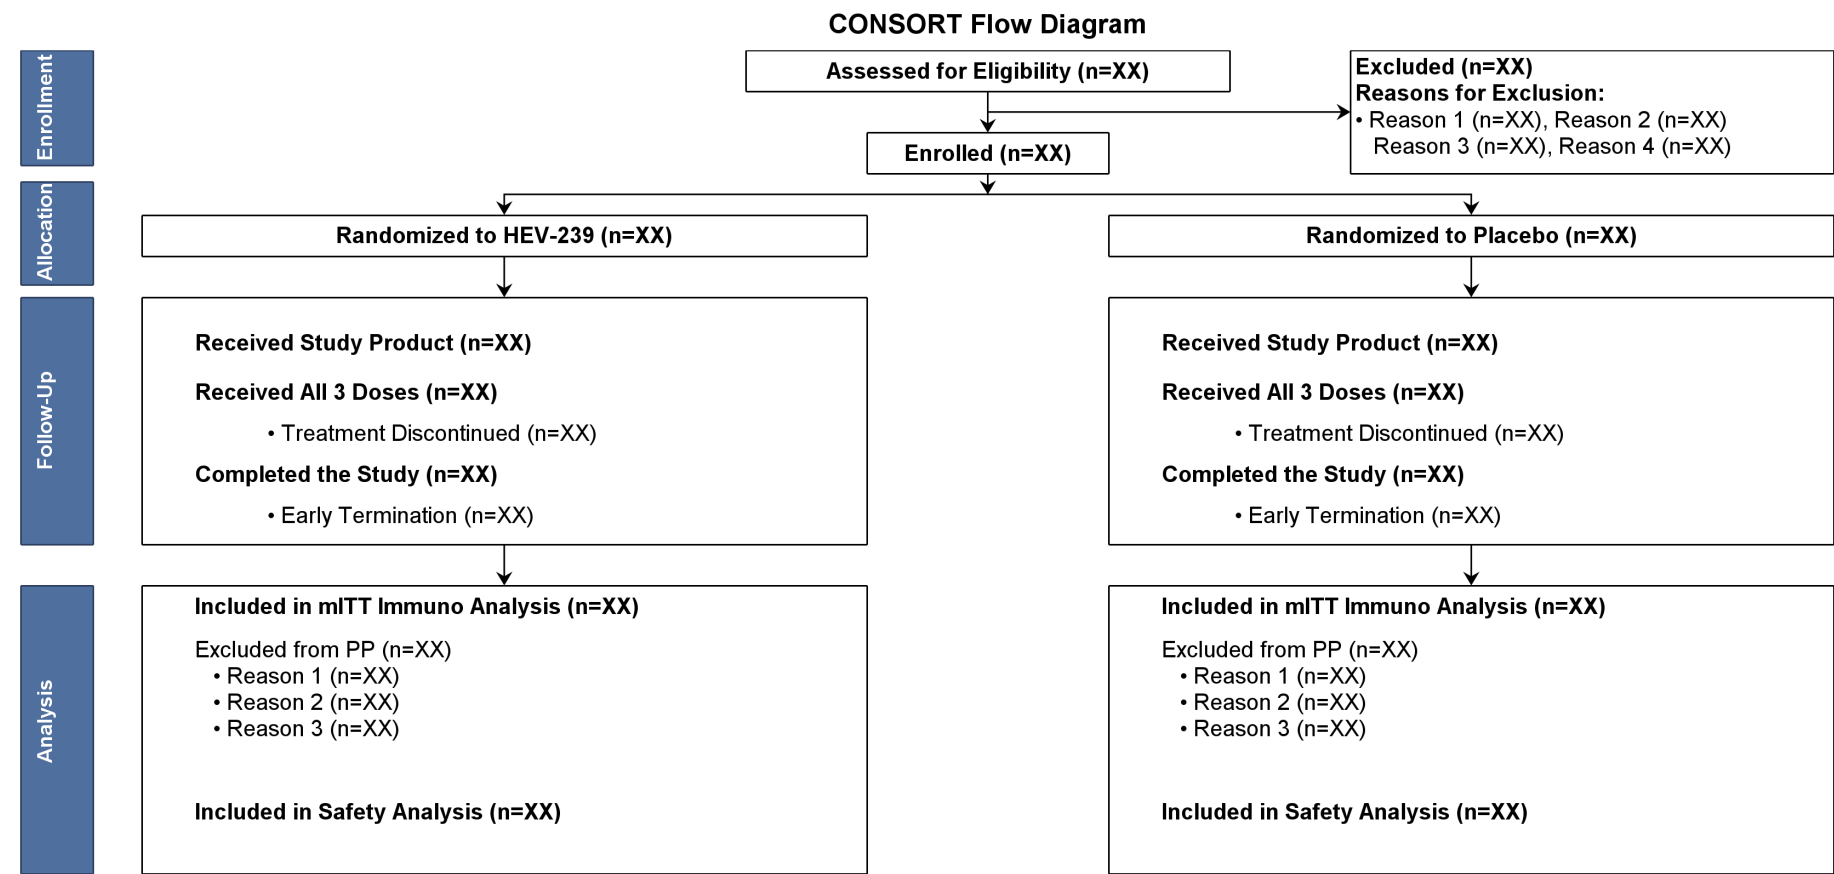 CONSORT Flow Diagram
Enrollment
Assessed for Eligibility (n=XX)
Excluded (n=XX)
Reasons for Exclusion:
• Reason 1 (n=XX), Reason 2 (n=XX)
Reason 3 (n=XX), Reason 4 (n=XX)
Enrolled (n=XX)
Allocation
Randomized to HEV-239 (n=XX)
Randomized to Placebo (n=XX)
Follow-Up
Received Study Product (n=XX)
Received All 3 Doses (n=XX)
• Treatment Discontinued (n=XX)
Completed the Study (n=XX)
• Early Termination (n=XX)
Received Study Product (n=XX)
Received All 3 Doses (n=XX)
• Treatment Discontinued (n=XX)
Completed the Study (n=XX)
• Early Termination (n=XX)
Analysis
Included in mITT Immuno Analysis (n=XX)
Excluded from PP (n=XX)
• Reason 1 (n=XX)
• Reason 2 (n=XX)
• Reason 3 (n=XX)
Included in Safety Analysis (n=XX)
Included in mITT Immuno Analysis (n=XX)
Excluded from PP (n=XX)
• Reason 1 (n=XX)
• Reason 2 (n=XX)
• Reason 3 (n=XX)
Included in Safety Analysis (n=XX)